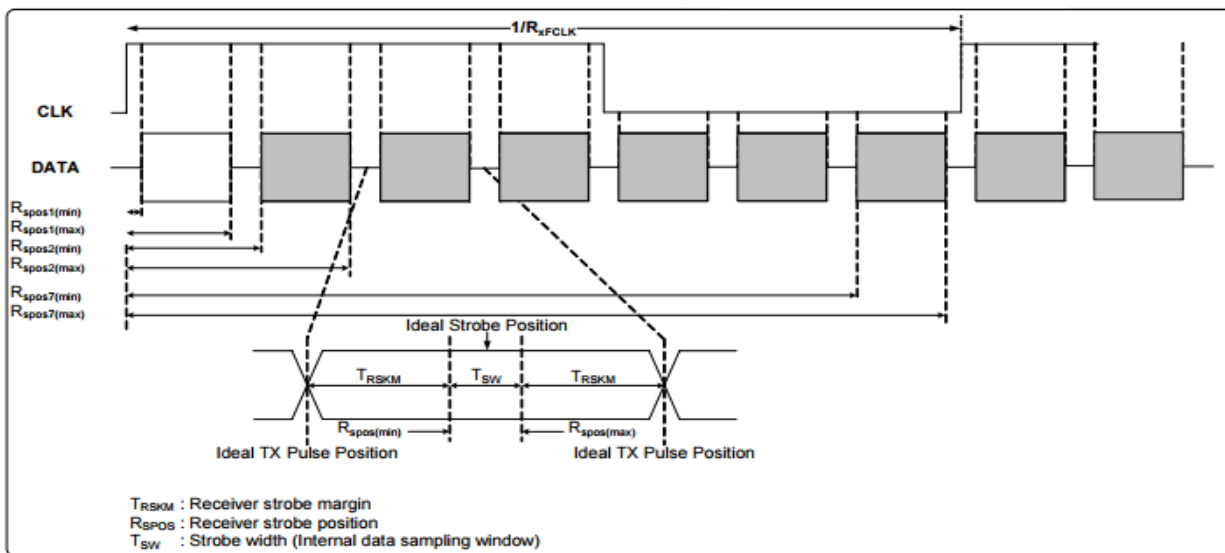 1/RxFCLK
CLK
DATA
Rspos1(min)
Rspos1(max)
Rspos2(min)
Rspos2(max)
Rspos7(min)
Rspos7(max)
Ideal Strobe Position
TRSKM TSW TRSKM
Rspos(min) Rspos(max)
Ideal TX Pulse Position Ideal TX Pulse Position
TRSKM : Receiver strobe margin
RSPOS : Receiver strobe position
TSW : Strobe width (Internal data sampling window)